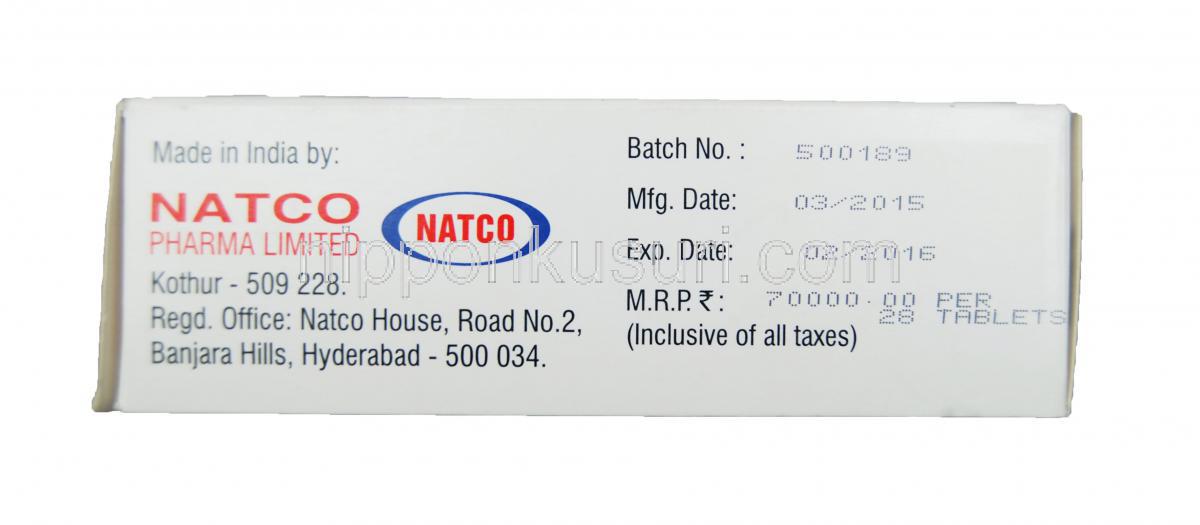 Made in India by:
NATCO
PHARMA LIMITED
NATCO
Kothur - 509 228.
Regd. Office: Natco House, Road No.2,
Banjara Hills, Hyderabad - 500 034.
Batch No. : 500189
Mfg. Date: 03/2015
Exp. Date: 02/2016
M.R.P. ₹ : 70000.00 PER
28 TABLETS
(Inclusive of all taxes)
nipponkusuri.com